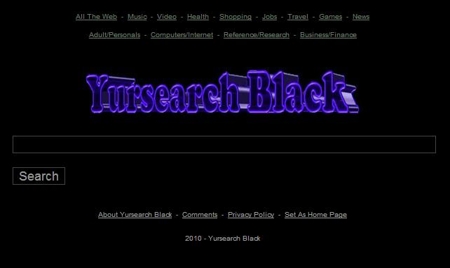 All The Web - Music - Video - Health - Shopping - Jobs - Travel - Games - News
Adult/Personals - Computers/Internet - Reference/Research - Business/Finance
Yursearch Black
Search
About Yursearch Black - Comments - Privacy Policy - Set As Home Page
2010 - Yursearch Black